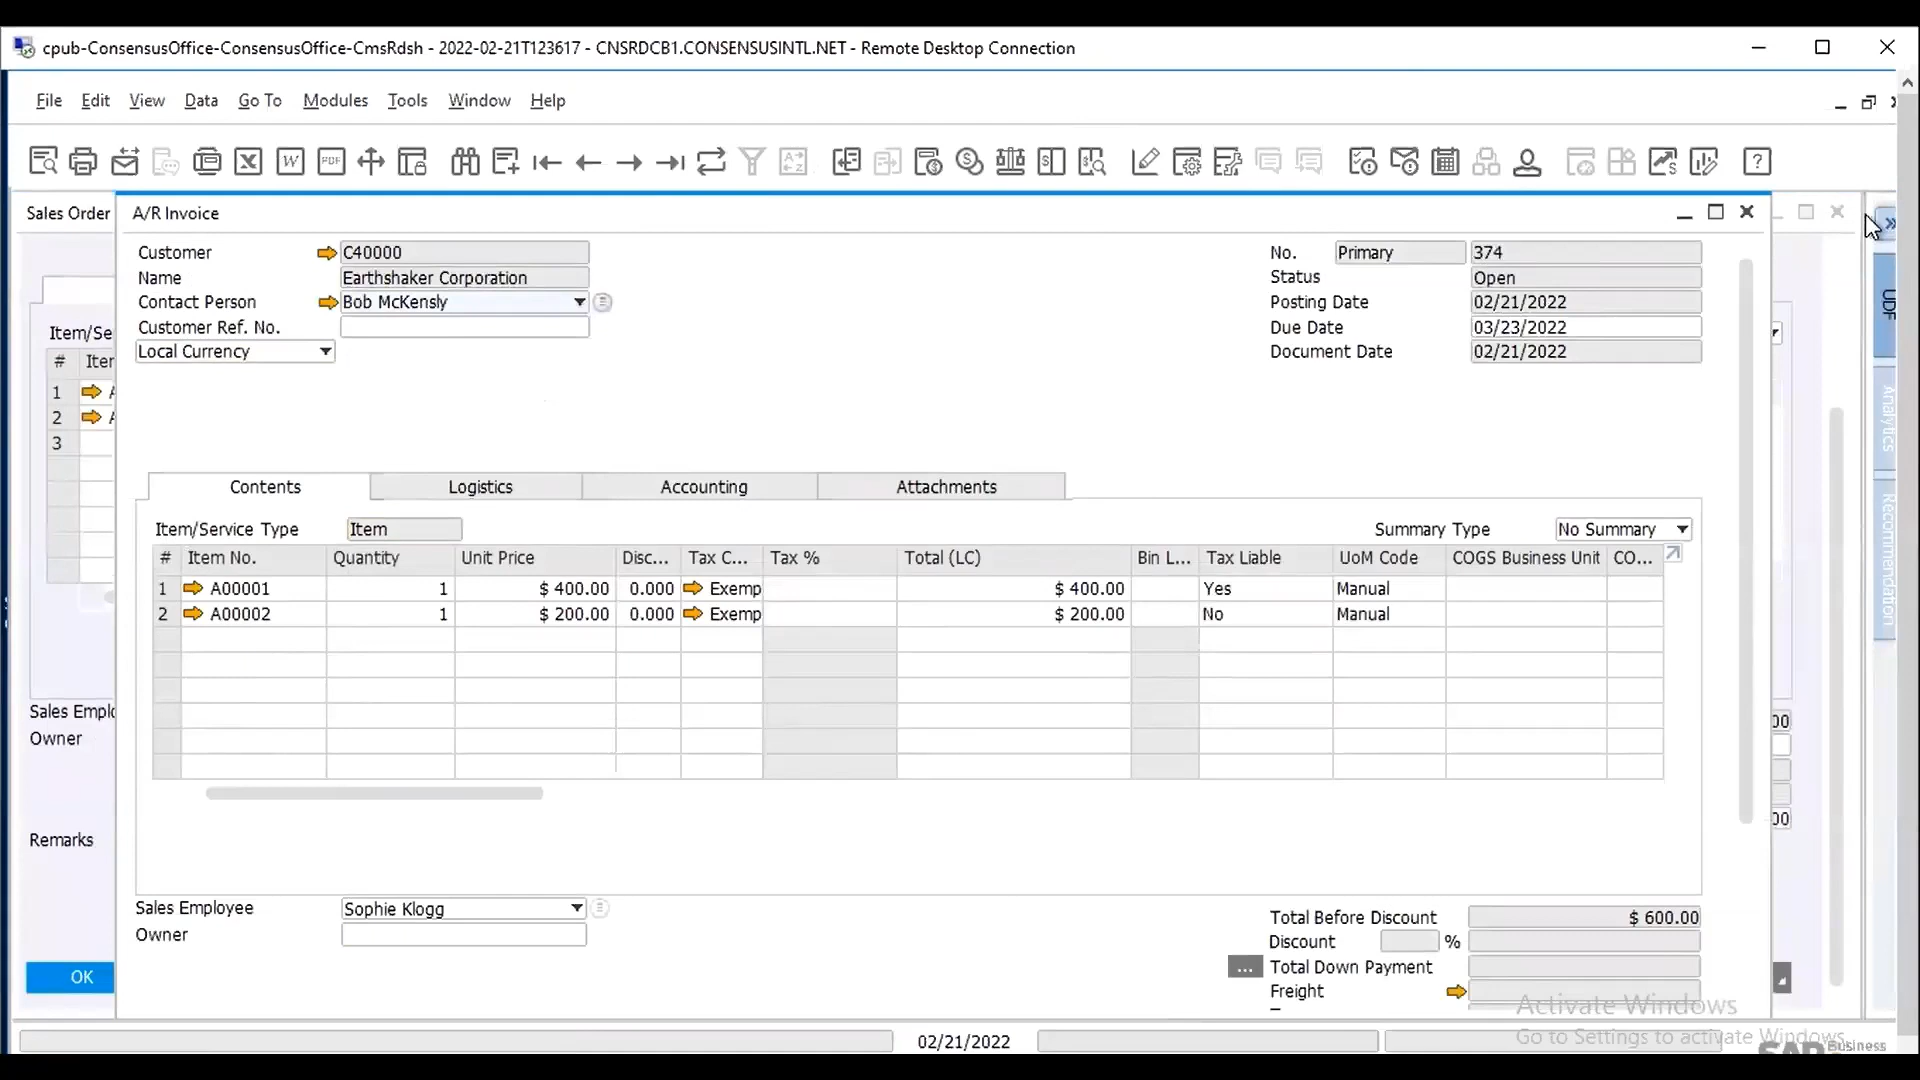 cpub-ConsensusOffice-ConsensusOffice-CmsRdsh - 2022-02-21T123617 - CNSRDCB1.CONSENSUSINTL.NET - Remote Desktop Connection
File Edit View Data Go To Modules Tools Window Help
Sales Order
A/R Invoice
Customer C40000
No. Primary 374
Name Earthshaker Corporation
Status Open
Contact Person Bob McKensly
Posting Date 02/21/2022
Customer Ref. No.
Due Date 03/23/2022
Local Currency
Document Date 02/21/2022
UDF
Analytics
Recommendation
Item/Se
# Iter
1
2
3
Contents Logistics Accounting Attachments
Item/Service Type Item Summary Type No Summary
# Item No. Quantity Unit Price Disc... Tax C... Tax % Total (LC) Bin L... Tax Liable UoM Code COGS Business Unit CO...
1 A00001 1 $ 400.00 0.000 Exemp $ 400.00 Yes Manual
2 A00002 1 $ 200.00 0.000 Exemp $ 200.00 No Manual
Sales Emplo
Owner
Remarks
OK
Sales Employee Sophie Klogg
Owner
Total Before Discount $ 600.00
Discount %
... Total Down Payment
Freight
00
00
Activate Windows
Go to Settings to activate Windows.
02/21/2022
SAP Business